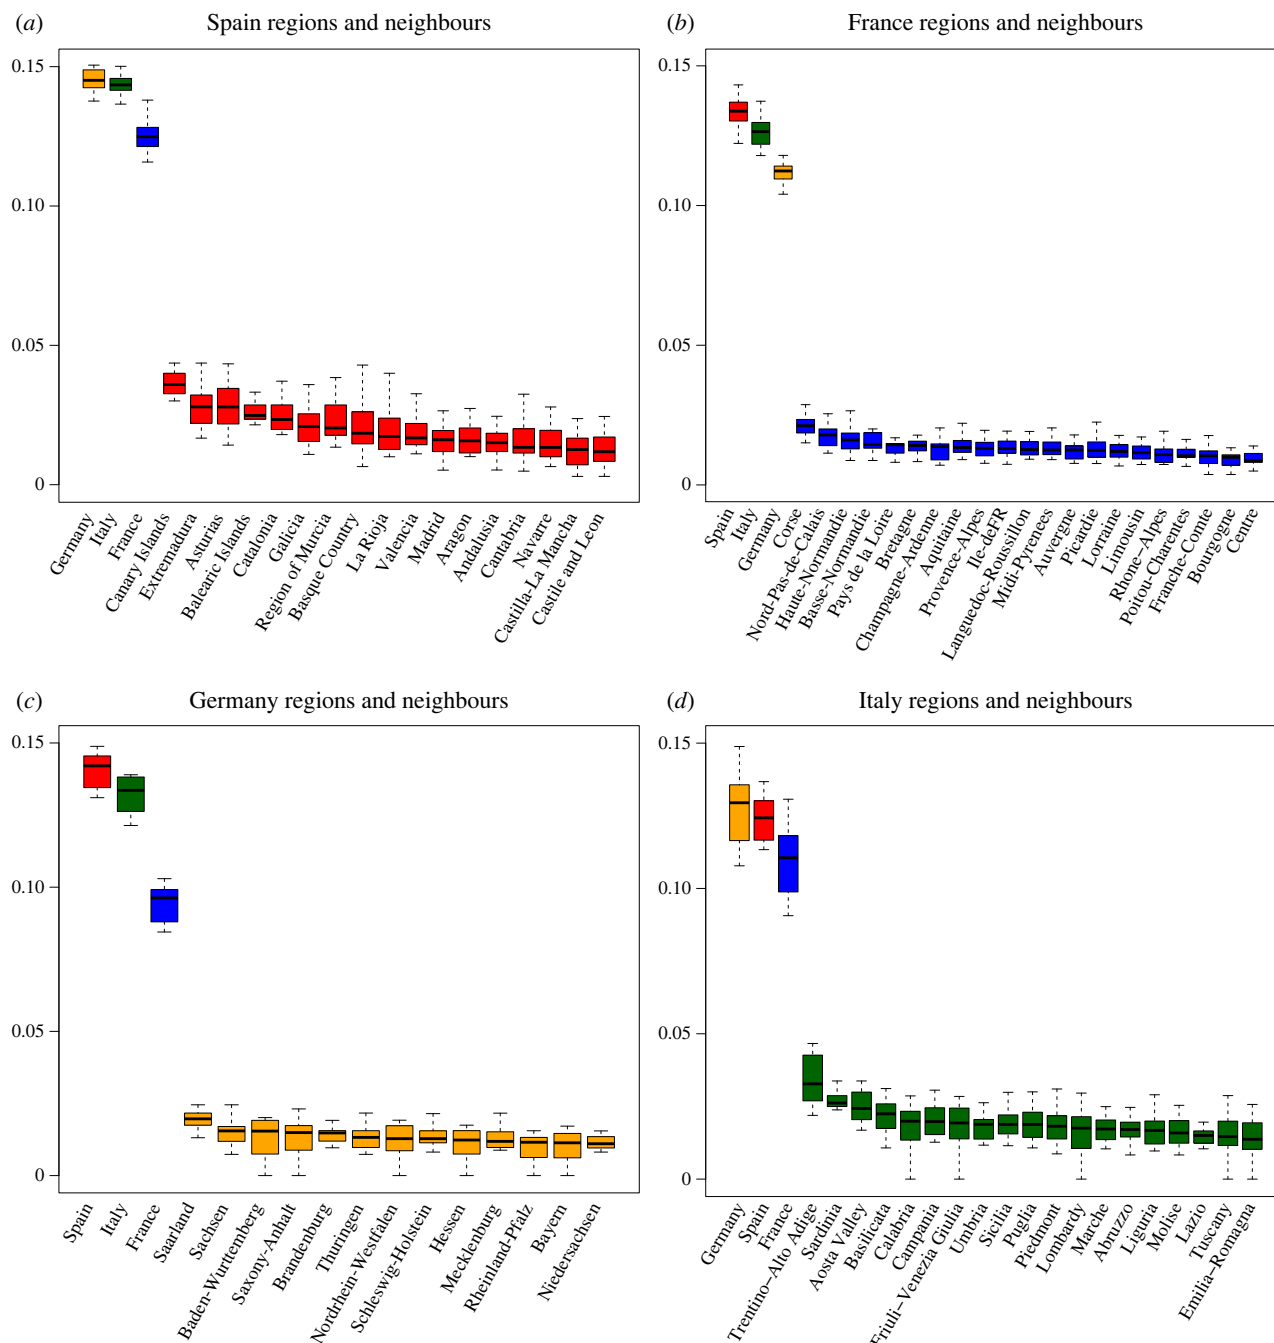 (a) Spain regions and neighbours
0.15
0.10
0.05
0
Germany
Italy
France
Canary Islands
Extremadura
Asturias
Balearic Islands
Catalonia
Galicia
Region of Murcia
Basque Country
La Rioja
Valencia
Madrid
Aragon
Andalusia
Cantabria
Navarre
Castilla-La Mancha
Castile and Leon
(b) France regions and neighbours
0.15
0.10
0.05
0
Spain
Italy
Germany
Corse
Nord-Pas-de-Calais
Haute-Normandie
Basse-Normandie
Pays de la Loire
Bretagne
Champagne-Ardenne
Aquitaine
Provence-Alpes
Ile-deFR
Languedoc-Roussillon
Midi-Pyrenees
Auvergne
Picardie
Lorraine
Limousin
Rhone-Alpes
Poitou-Charentes
Franche-Comte
Bourgogne
Centre
(c) Germany regions and neighbours
0.15
0.10
0.05
0
Spain
Italy
France
Saarland
Sachsen
Baden-Wurttemberg
Saxony-Anhalt
Brandenburg
Thuringen
Nordrhein-Westfalen
Schleswig-Holstein
Hessen
Mecklenburg
Rheinland-Pfalz
Bayern
Niedersachsen
(d) Italy regions and neighbours
0.15
0.10
0.05
0
Germany
Spain
France
Trentino-Alto Adige
Sardinia
Aosta Valley
Basilicata
Calabria
Campania
Friuli-Venezia Giulia
Umbria
Sicilia
Puglia
Piedmont
Lombardy
Marche
Abruzzo
Liguria
Molise
Lazio
Tuscany
Emilia-Romagna